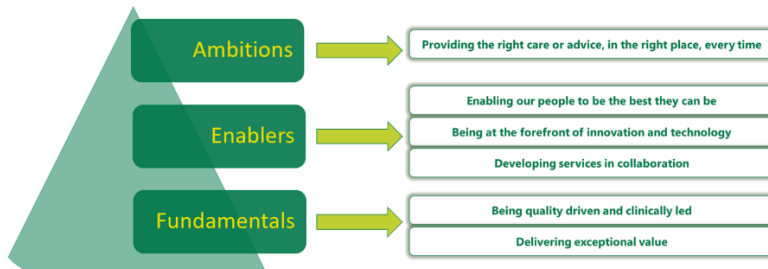 Ambitions
Providing the right care or advice, in the right place, every time
Enablers
Enabling our people to be the best they can be
Being at the forefront of innovation and technology
Developing services in collaboration
Fundamentals
Being quality driven and clinically led
Delivering exceptional value